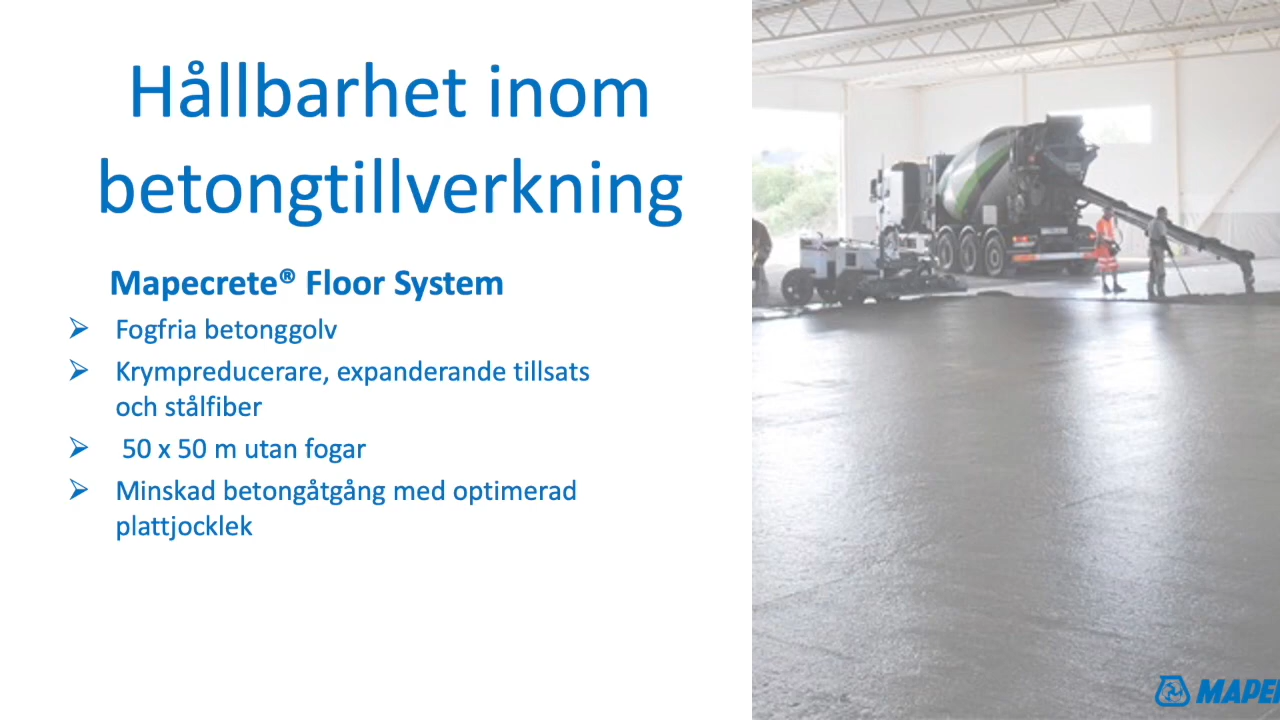 Hållbarhet inom
betongtillverkning
Mapecrete® Floor System
➢ Fogfria betonggolv
➢ Krympreducerare, expanderande tillsats
och stålfiber
➢ 50 x 50 m utan fogar
➢ Minskad betongåtgång med optimerad
plattjocklek